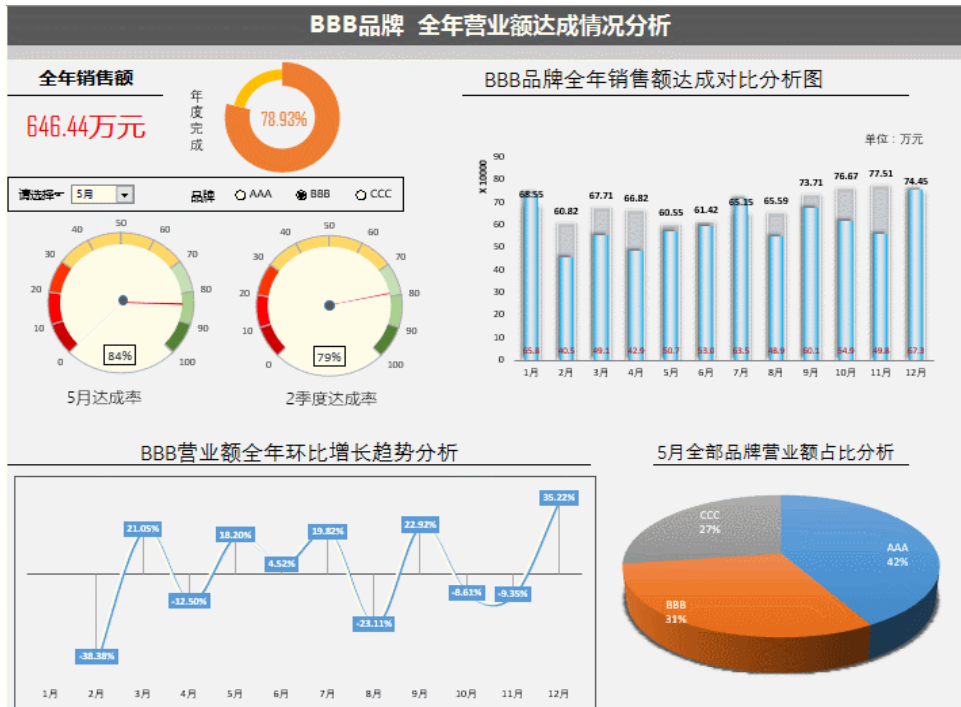 BBB品牌 全年营业额达成情况分析
全年销售额
646.44万元
年度完成
78.93%
BBB品牌全年销售额达成对比分析图
单位：万元
请选择
5月
品牌
AAA
BBB
CCC
0 10 20 30 40 50 60 70 80 90 100
84%
5月达成率
0 10 20 30 40 50 60 70 80 90 100
79%
2季度达成率
X 10000
90
80
70
60
50
40
30
20
10
0
68.55 60.82 67.71 66.82 60.55 61.42 65.15 65.59 73.71 76.67 77.51 74.45
65.8 40.5 49.1 42.9 50.7 53.0 63.5 48.9 60.1 54.9 49.8 67.3
1月 2月 3月 4月 5月 6月 7月 8月 9月 10月 11月 12月
BBB营业额全年环比增长趋势分析
-38.38% 21.05% -12.50% 18.20% 4.52% 19.82% -23.11% 22.92% -8.61% -9.35% 35.22%
1月 2月 3月 4月 5月 6月 7月 8月 9月 10月 11月 12月
5月全部品牌营业额占比分析
CCC
27%
AAA
42%
BBB
31%